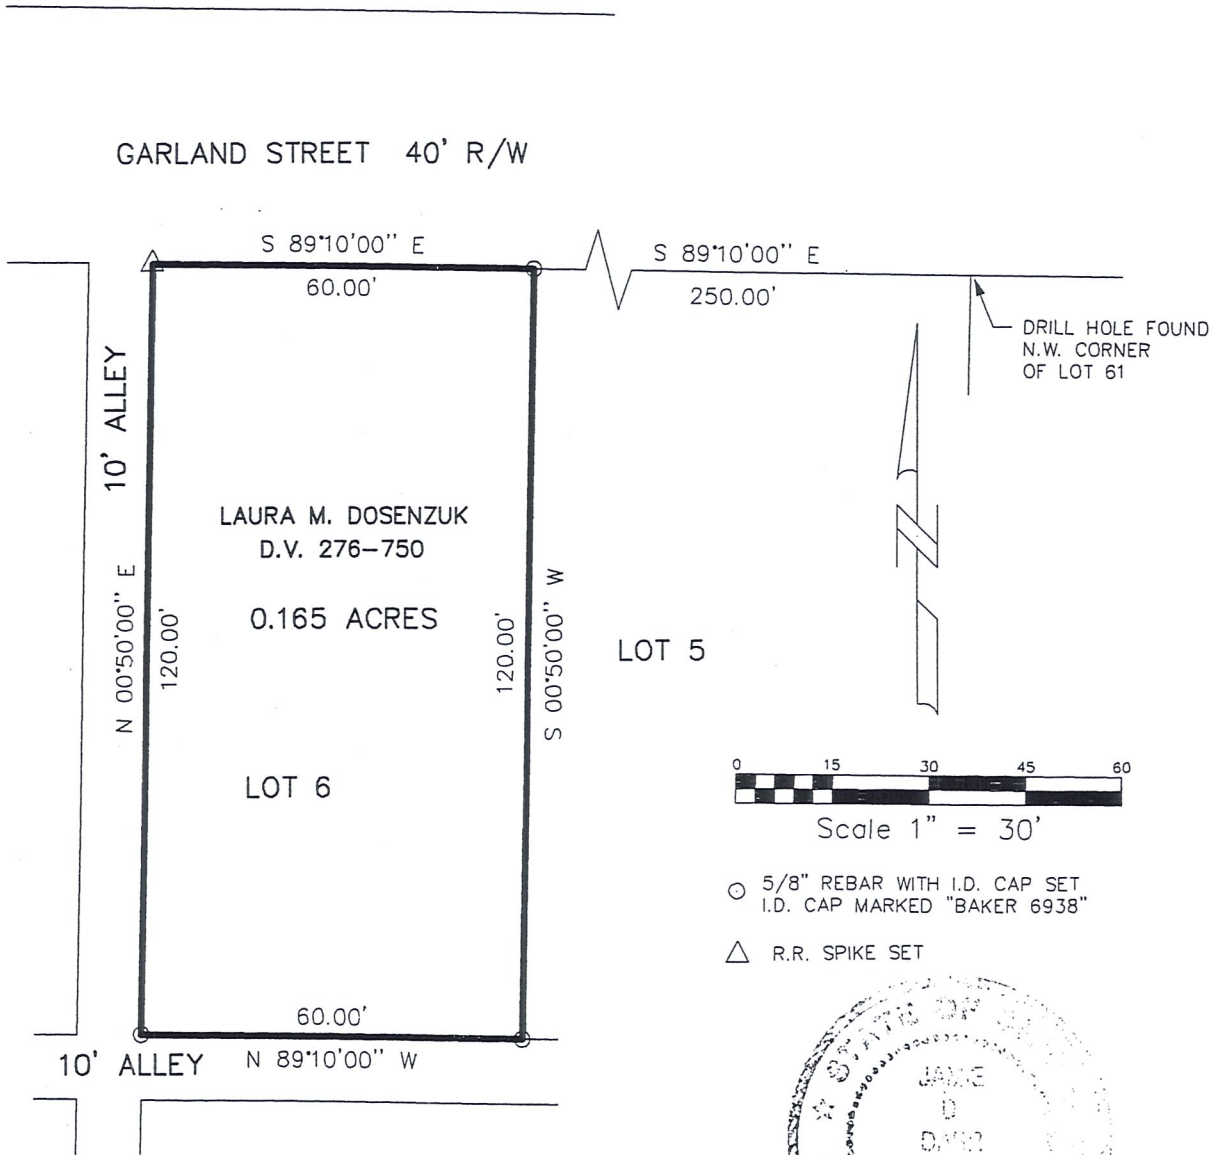 GARLAND STREET 40' R/W
S 89°10'00" E
60.00'
S 89°10'00" E
250.00'
DRILL HOLE FOUND
N.W. CORNER
OF LOT 61
10' ALLEY
LAURA M. DOSENZUK
D.V. 276-750
0.165 ACRES
N 00°50'00" E
120.00'
120.00'
S 00°50'00" W
LOT 5
N
LOT 6
0 15 30 45 60
Scale 1" = 30'
5/8" REBAR WITH I.D. CAP SET
I.D. CAP MARKED "BAKER 6938"
R.R. SPIKE SET
60.00'
10' ALLEY
N 89°10'00" W
STATE OF
D